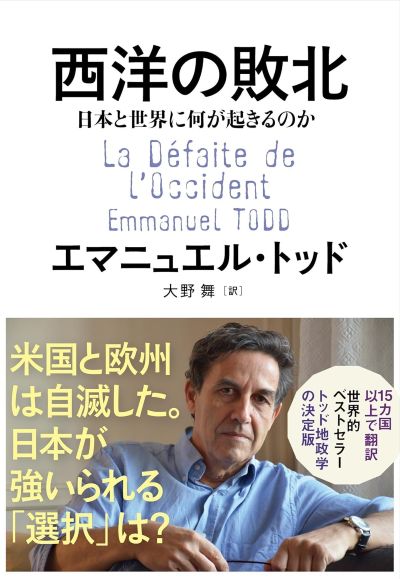 西洋の敗北
日本と世界に何が起きるのか
La Défaite de
l'Occident
Emmanuel TODD
エマニュエル・トッド
大野 舞［訳］
米国と欧州
は自滅した。
日本が
強いられる
「選択」は?
15カ国
以上で翻訳
世界的
ベストセラー
トッド地政学
の決定版